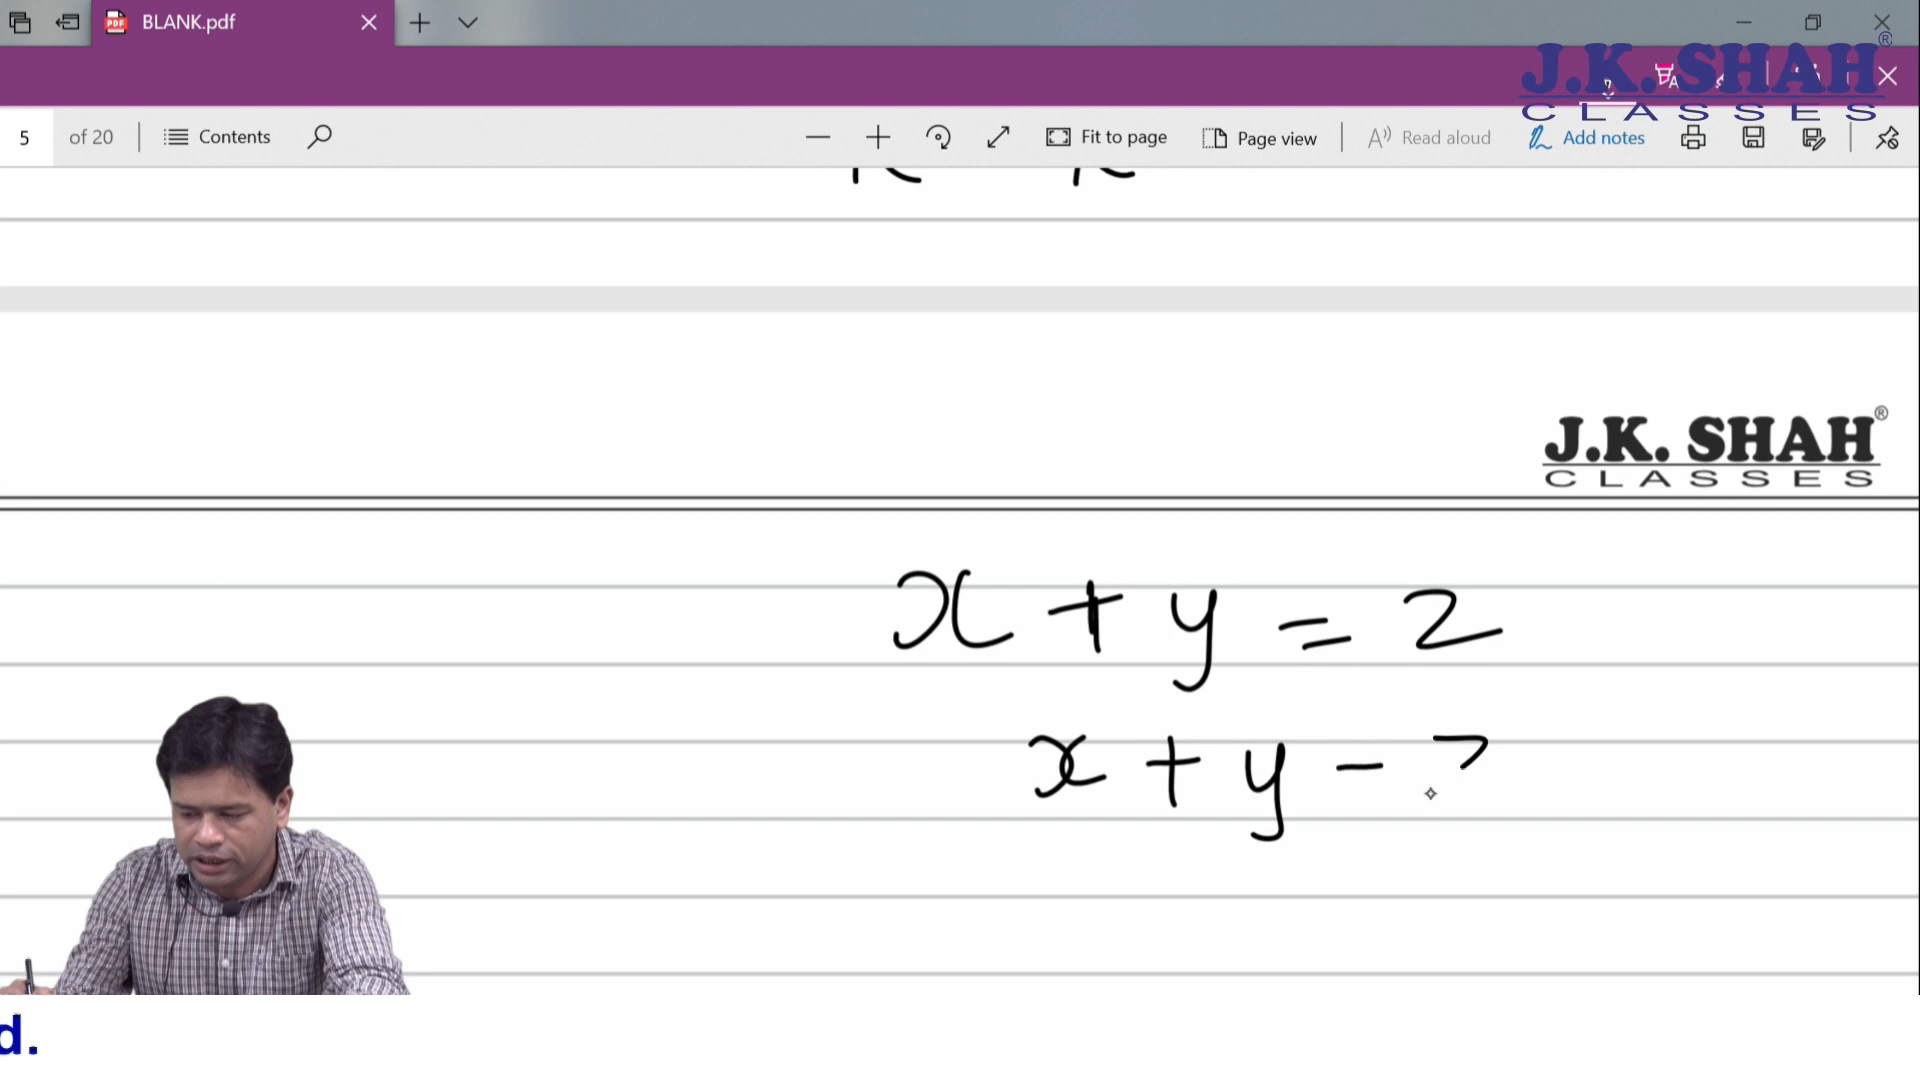 BLANK.pdf
J.K. SHAH®
CLASSES
5 of 20 Contents Fit to page Page view Read aloud Add notes
J.K. SHAH®
CLASSES
x + y = 2
x + y -
d.